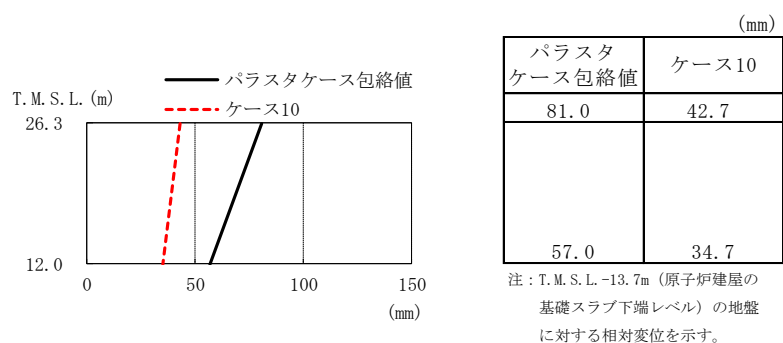 パラスタケース包絡値
ケース10
T.M.S.L.(m)
26.3
12.0
0 50 100 150
(mm)
(mm)
パラスタ
ケース包絡値 ケース10
81.0 42.7
57.0 34.7
注：T.M.S.L.-13.7m（原子炉建屋の
基礎スラブ下端レベル）の地盤
に対する相対変位を示す。